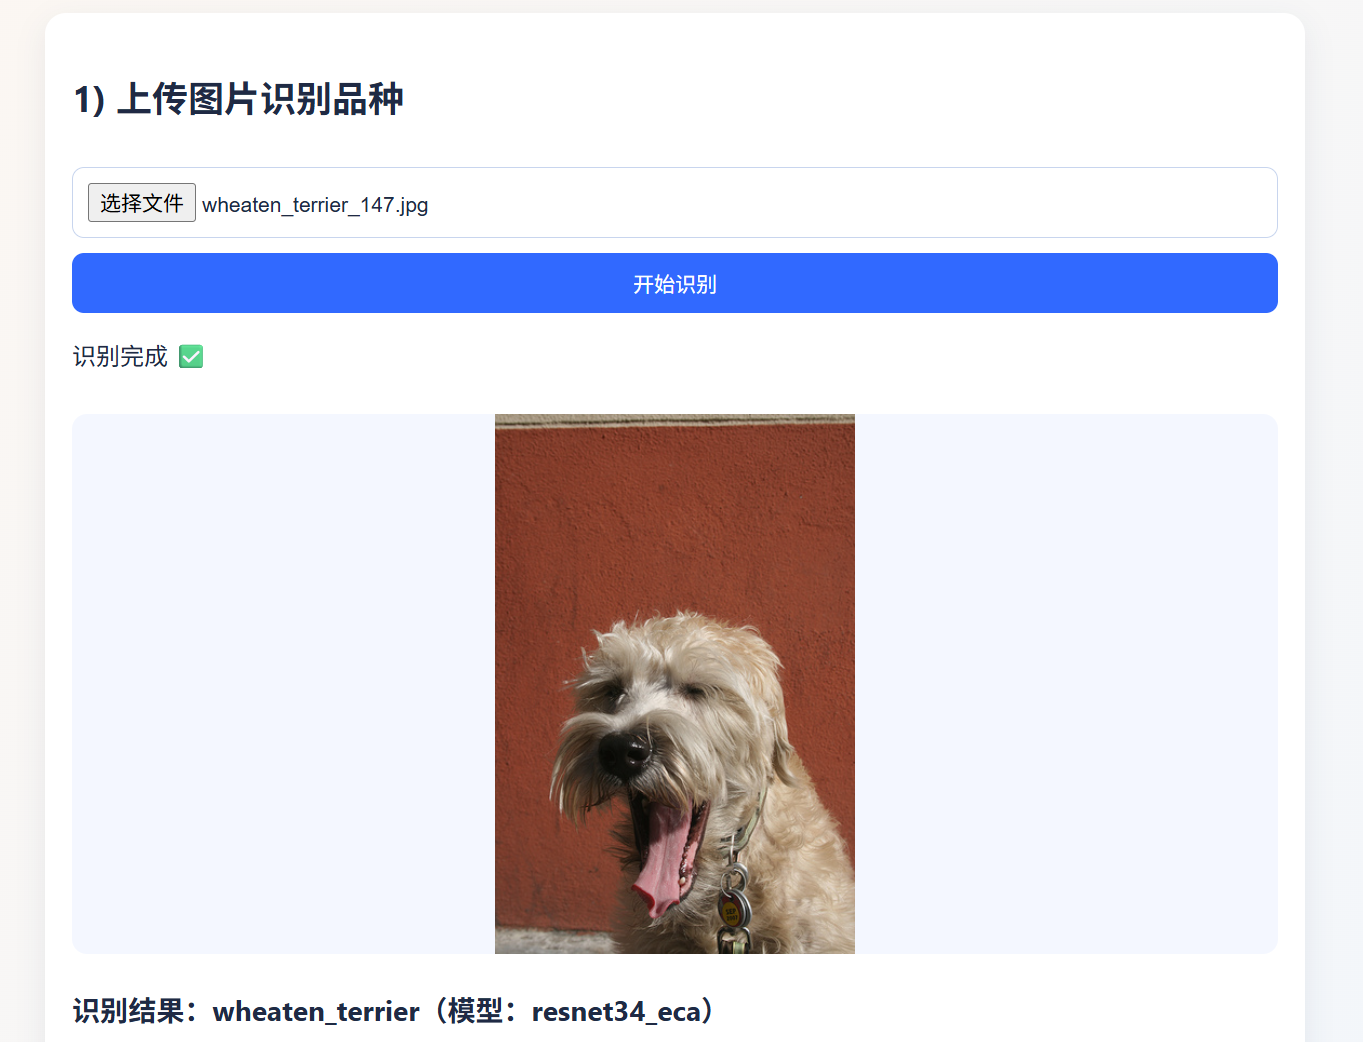 1) 上传图片识别品种
选择文件 wheaten_terrier_147.jpg
开始识别
识别完成 ✅
SEP
识别结果：wheaten_terrier（模型：resnet34_eca）